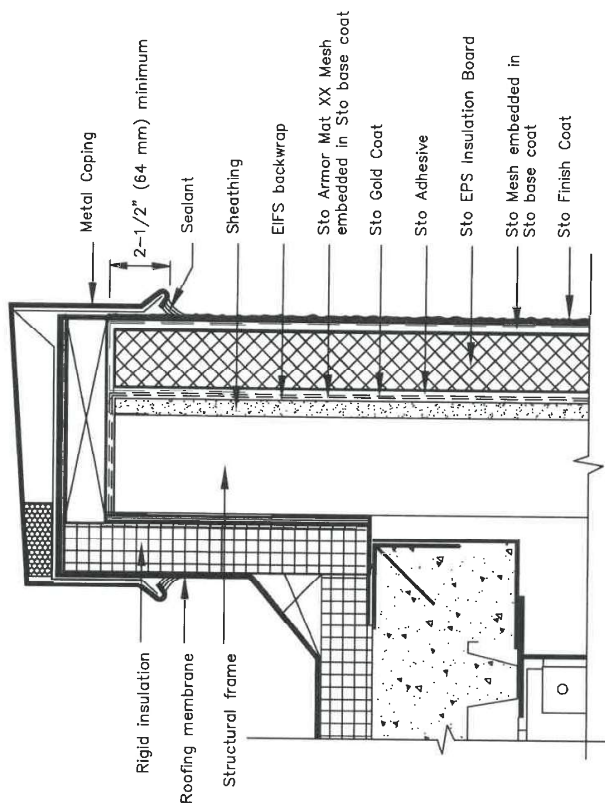 Metal Coping
2-1/2" (64 mm) minimum
Sealant
Sheathing
EIFS backwrap
Sto Armor Mat XX Mesh
embedded in Sto base coat
Sto Gold Coat
Sto Adhesive
Sto EPS Insulation Board
Sto Mesh embedded in
Sto base coat
Sto Finish Coat
Rigid insulation
Roofing membrane
Structural frame